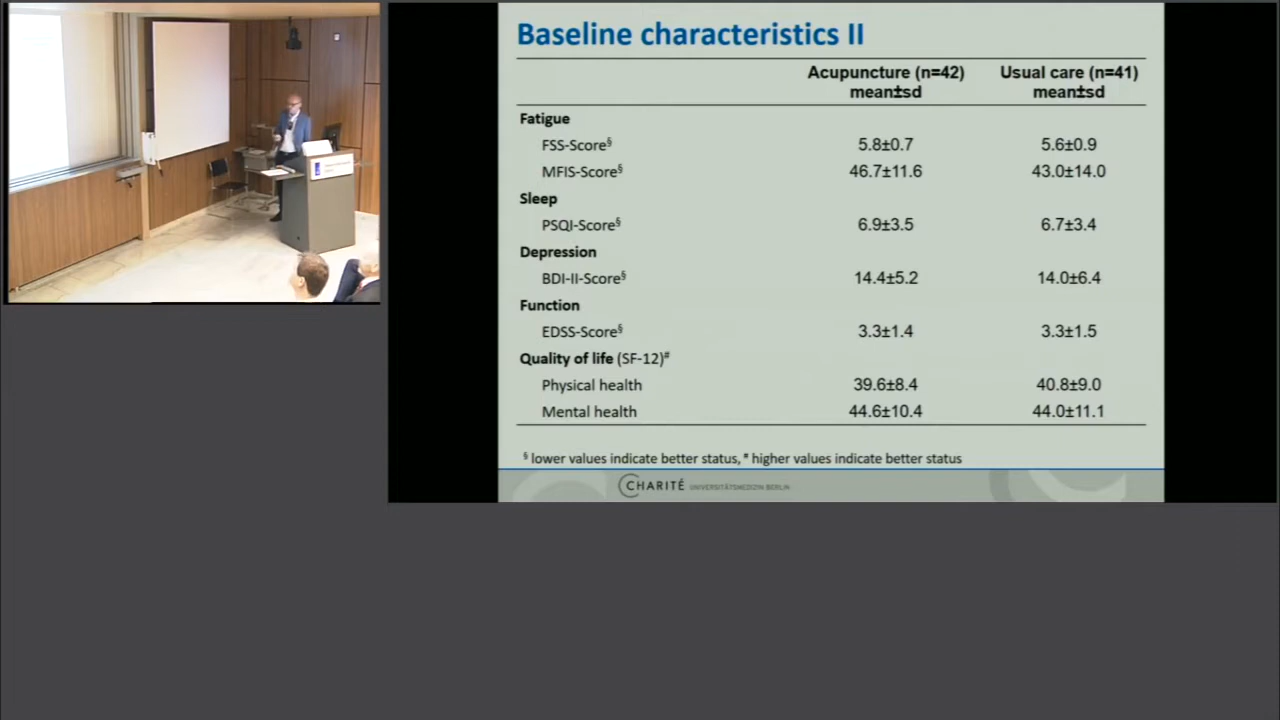 Baseline characteristics II
Acupuncture (n=42) Usual care (n=41)
mean±sd mean±sd
Fatigue
FSS-Score§ 5.8±0.7 5.6±0.9
MFIS-Score§ 46.7±11.6 43.0±14.0
Sleep
PSQI-Score§ 6.9±3.5 6.7±3.4
Depression
BDI-II-Score§ 14.4±5.2 14.0±6.4
Function
EDSS-Score§ 3.3±1.4 3.3±1.5
Quality of life (SF-12)#
Physical health 39.6±8.4 40.8±9.0
Mental health 44.6±10.4 44.0±11.1
§ lower values indicate better status, # higher values indicate better status
CHARITÉ UNIVERSITÄTSMEDIZIN BERLIN